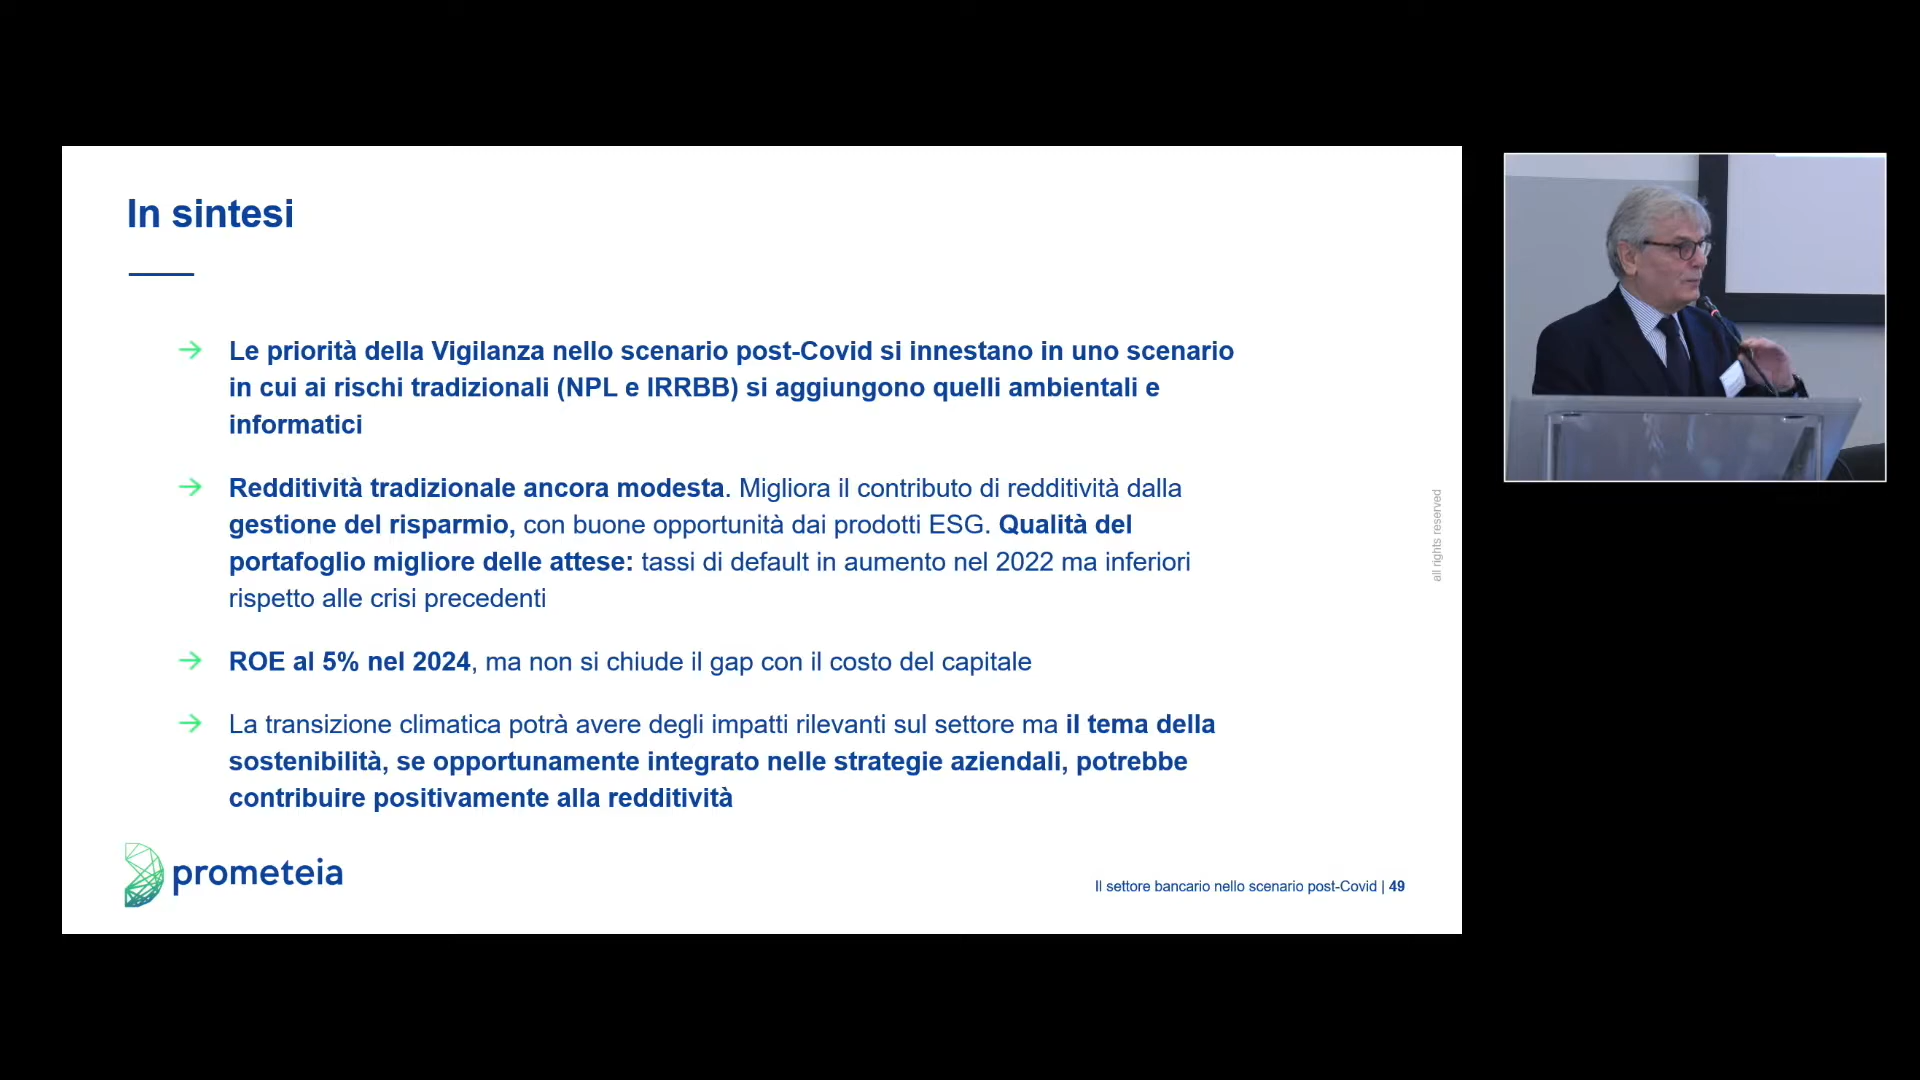 In sintesi
Le priorità della Vigilanza nello scenario post-Covid si innestano in uno scenario
in cui ai rischi tradizionali (NPL e IRRBB) si aggiungono quelli ambientali e
informatici
Redditività tradizionale ancora modesta. Migliora il contributo di redditività dalla
gestione del risparmio, con buone opportunità dai prodotti ESG. Qualità del
portafoglio migliore delle attese: tassi di default in aumento nel 2022 ma inferiori
rispetto alle crisi precedenti
ROE al 5% nel 2024, ma non si chiude il gap con il costo del capitale
La transizione climatica potrà avere degli impatti rilevanti sul settore ma il tema della
sostenibilità, se opportunamente integrato nelle strategie aziendali, potrebbe
contribuire positivamente alla redditività
all rights reserved
prometeia
Il settore bancario nello scenario post-Covid | 49